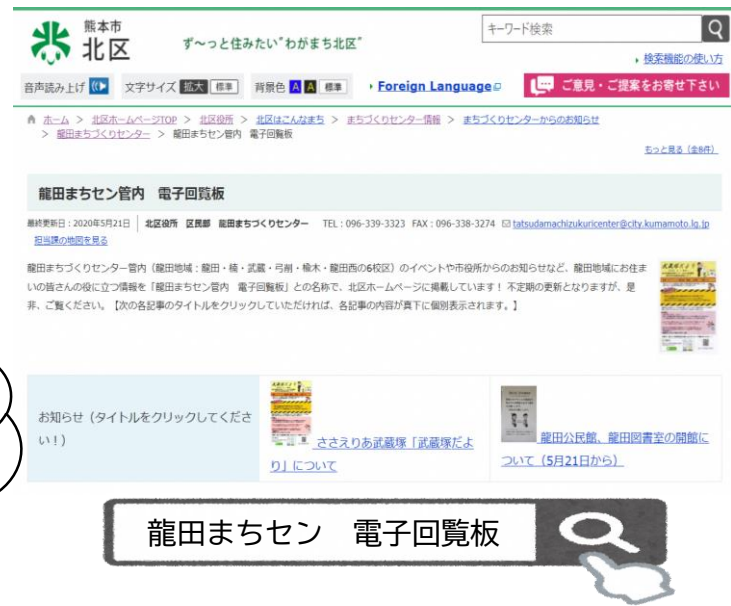 熊本市
北区
ず～っと住みたい"わがまち北区"
キーワード検索
検索機能の使い方
音声読み上げ 文字サイズ 拡大 標準 背景色 A A 標準 Foreign Language ご意見・ご提案をお寄せ下さい
ホーム > 北区ホームページTOP > 北区役所 > 北区はこんなまち > まちづくりセンター情報 > まちづくりセンターからのお知らせ
> 龍田まちづくりセンター > 龍田まちセン管内 電子回覧板
もっと見る（全8件）
龍田まちセン管内 電子回覧板
最終更新日：2020年5月21日 北区役所 区民部 龍田まちづくりセンター TEL：096-339-3323 FAX：096-338-3274 tatsudamachizukuricenter@city.kumamoto.lg.jp
担当課の地図を見る
龍田まちづくりセンター管内（龍田地域：龍田・楠・武蔵・弓削・楡木・龍田西の6校区）のイベントや市役所からのお知らせなど、龍田地域にお住ま
いの皆さんの役に立つ情報を「龍田まちセン管内 電子回覧板」との名称で、北区ホームページに掲載しています！ 不定期の更新となりますが、是
非、ご覧ください。【次の各記事のタイトルをクリックしていただければ、各記事の内容が真下に個別表示されます。】
お知らせ（タイトルをクリックしてくださ
い！）
ささえりあ武蔵塚「武蔵塚だよ
り」について
龍田公民館、龍田図書室の開館に
ついて（5月21日から）
龍田まちセン 電子回覧板